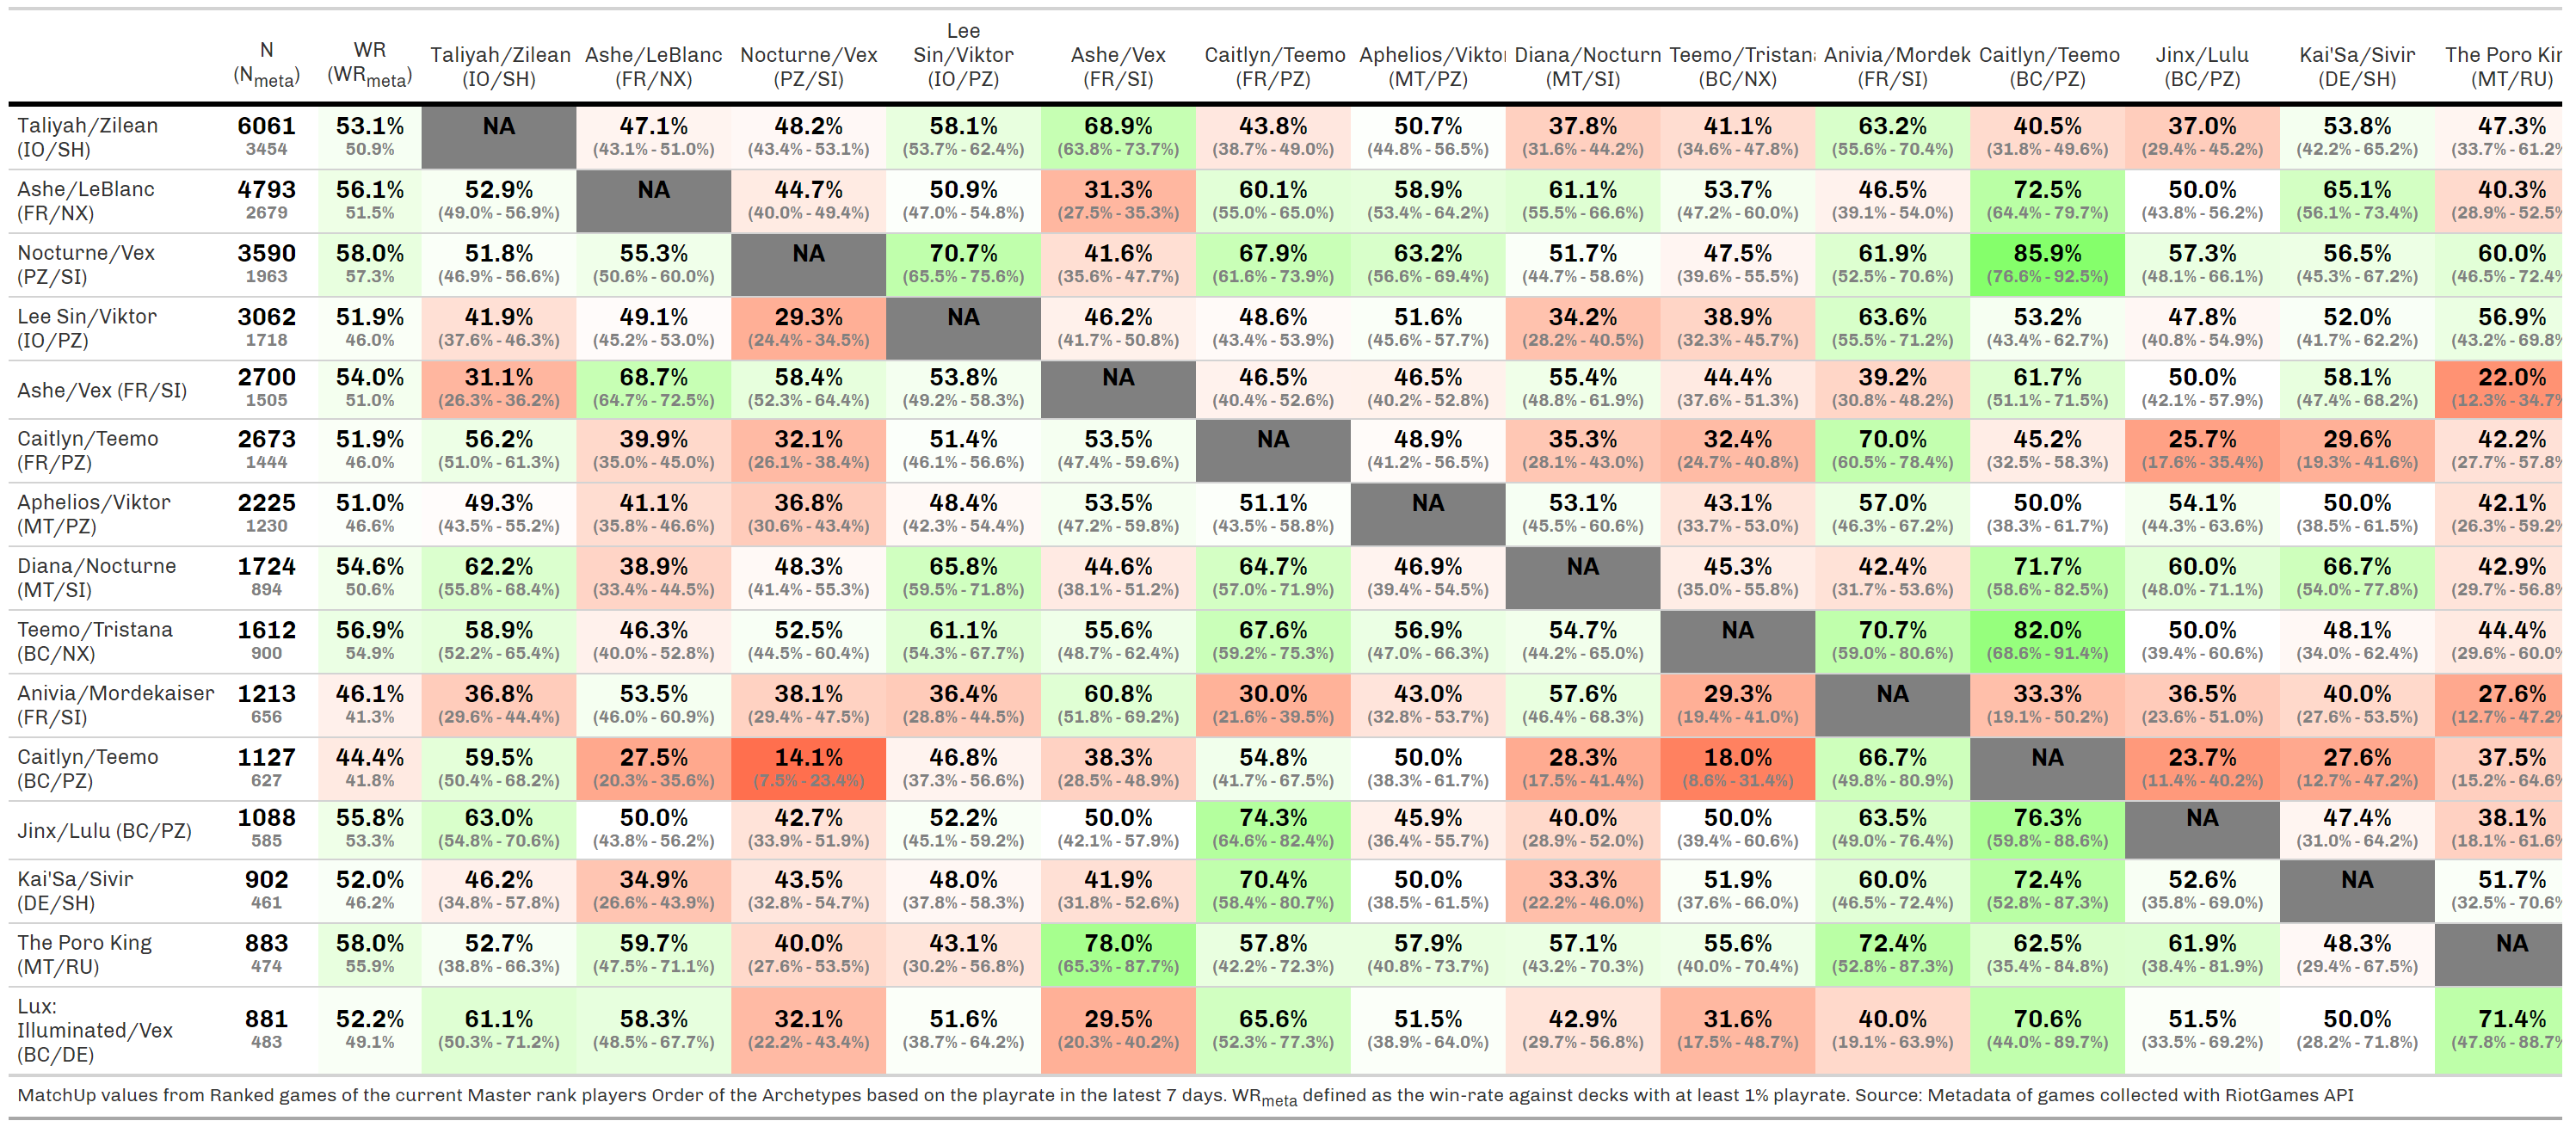 N (N_meta) WR (WR_meta) Taliyah/Zilean (IO/SH) Ashe/LeBlanc (FR/NX) Nocturne/Vex (PZ/SI) Lee Sin/Viktor (IO/PZ) Ashe/Vex (FR/SI) Caitlyn/Teemo (FR/PZ) Aphelios/Viktor (MT/PZ) Diana/Nocturn (MT/SI) Teemo/Tristana (BC/NX) Anivia/Mordek (FR/SI) Caitlyn/Teemo (BC/PZ) Jinx/Lulu (BC/PZ) Kai'Sa/Sivir (DE/SH) The Poro Kin (MT/RU)
Taliyah/Zilean 6061 53.1% NA 47.1% 48.2% 58.1% 68.9% 43.8% 50.7% 37.8% 41.1% 63.2% 40.5% 37.0% 53.8% 47.3%
(IO/SH) 3454 50.9% (43.1% - 51.0%) (43.4% - 53.1%) (53.7% - 62.4%) (63.8% - 73.7%) (38.7% - 49.0%) (44.8% - 56.5%) (31.6% - 44.2%) (34.6% - 47.8%) (55.6% - 70.4%) (31.8% - 49.6%) (29.4% - 45.2%) (42.2% - 65.2%) (33.7% - 61.2%
Ashe/LeBlanc 4793 56.1% 52.9% NA 44.7% 50.9% 31.3% 60.1% 58.9% 61.1% 53.7% 46.5% 72.5% 50.0% 65.1% 40.3%
(FR/NX) 2679 51.5% (49.0% - 56.9%) (40.0% - 49.4%) (47.0% - 54.8%) (27.5% - 35.3%) (55.0% - 65.0%) (53.4% - 64.2%) (55.5% - 66.6%) (47.2% - 60.0%) (39.1% - 54.0%) (64.4% - 79.7%) (43.8% - 56.2%) (56.1% - 73.4%) (28.9% - 52.5%
Nocturne/Vex 3590 58.0% 51.8% 55.3% NA 70.7% 41.6% 67.9% 63.2% 51.7% 47.5% 61.9% 85.9% 57.3% 56.5% 60.0%
(PZ/SI) 1963 57.3% (46.9% - 56.6%) (50.6% - 60.0%) (65.5% - 75.6%) (35.6% - 47.7%) (61.6% - 73.9%) (56.6% - 69.4%) (44.7% - 58.6%) (39.6% - 55.5%) (52.5% - 70.6%) (76.6% - 92.5%) (48.1% - 66.1%) (45.3% - 67.2%) (46.5% - 72.4%
Lee Sin/Viktor 3062 51.9% 41.9% 49.1% 29.3% NA 46.2% 48.6% 51.6% 34.2% 38.9% 63.6% 53.2% 47.8% 52.0% 56.9%
(IO/PZ) 1718 46.0% (37.6% - 46.3%) (45.2% - 53.0%) (24.4% - 34.5%) (41.7% - 50.8%) (43.4% - 53.9%) (45.6% - 57.7%) (28.2% - 40.5%) (32.3% - 45.7%) (55.5% - 71.2%) (43.4% - 62.7%) (40.8% - 54.9%) (41.7% - 62.2%) (43.2% - 69.8%
Ashe/Vex (FR/SI) 2700 54.0% 31.1% 68.7% 58.4% 53.8% NA 46.5% 46.5% 55.4% 44.4% 39.2% 61.7% 50.0% 58.1% 22.0%
1505 51.0% (26.3% - 36.2%) (64.7% - 72.5%) (52.3% - 64.4%) (49.2% - 58.3%) (40.4% - 52.6%) (40.2% - 52.8%) (48.8% - 61.9%) (37.6% - 51.3%) (30.8% - 48.2%) (51.1% - 71.5%) (42.1% - 57.9%) (47.4% - 68.2%) (12.3% - 34.7%
Caitlyn/Teemo 2673 51.9% 56.2% 39.9% 32.1% 51.4% 53.5% NA 48.9% 35.3% 32.4% 70.0% 45.2% 25.7% 29.6% 42.2%
(FR/PZ) 1444 46.0% (51.0% - 61.3%) (35.0% - 45.0%) (26.1% - 38.4%) (46.1% - 56.6%) (47.4% - 59.6%) (41.2% - 56.5%) (28.1% - 43.0%) (24.7% - 40.8%) (60.5% - 78.4%) (32.5% - 58.3%) (17.6% - 35.4%) (19.3% - 41.6%) (27.7% - 57.8%
Aphelios/Viktor 2225 51.0% 49.3% 41.1% 36.8% 48.4% 53.5% 51.1% NA 53.1% 43.1% 57.0% 50.0% 54.1% 50.0% 42.1%
(MT/PZ) 1230 46.6% (43.5% - 55.2%) (35.8% - 46.6%) (30.6% - 43.4%) (42.3% - 54.4%) (47.2% - 59.8%) (43.5% - 58.8%) (45.5% - 60.6%) (33.7% - 53.0%) (46.3% - 67.2%) (38.3% - 61.7%) (44.3% - 63.6%) (38.5% - 61.5%) (26.3% - 59.2%
Diana/Nocturne 1724 54.6% 62.2% 38.9% 48.3% 65.8% 44.6% 64.7% 46.9% NA 45.3% 42.4% 71.7% 60.0% 66.7% 42.9%
(MT/SI) 894 50.6% (55.8% - 68.4%) (33.4% - 44.5%) (41.4% - 55.3%) (59.5% - 71.8%) (38.1% - 51.2%) (57.0% - 71.9%) (39.4% - 54.5%) (35.0% - 55.8%) (31.7% - 53.6%) (58.6% - 82.5%) (48.0% - 71.1%) (54.0% - 77.8%) (29.7% - 56.8%
Teemo/Tristana 1612 56.9% 58.9% 46.3% 52.5% 61.1% 55.6% 67.6% 56.9% 54.7% NA 70.7% 82.0% 50.0% 48.1% 44.4%
(BC/NX) 900 54.9% (52.2% - 65.4%) (40.0% - 52.8%) (44.5% - 60.4%) (54.3% - 67.7%) (48.7% - 62.4%) (59.2% - 75.3%) (47.0% - 66.3%) (44.2% - 65.0%) (59.0% - 80.6%) (68.6% - 91.4%) (39.4% - 60.6%) (34.0% - 62.4%) (29.6% - 60.0%
Anivia/Mordekaiser 1213 46.1% 36.8% 53.5% 38.1% 36.4% 60.8% 30.0% 43.0% 57.6% 29.3% NA 33.3% 36.5% 40.0% 27.6%
(FR/SI) 656 41.3% (29.6% - 44.4%) (46.0% - 60.9%) (29.4% - 47.5%) (28.8% - 44.5%) (51.8% - 69.2%) (21.6% - 39.5%) (32.8% - 53.7%) (46.4% - 68.3%) (19.4% - 41.0%) (19.1% - 50.2%) (23.6% - 51.0%) (27.6% - 53.5%) (12.7% - 47.2%
Caitlyn/Teemo 1127 44.4% 59.5% 27.5% 14.1% 46.8% 38.3% 54.8% 50.0% 28.3% 18.0% 66.7% NA 23.7% 27.6% 37.5%
(BC/PZ) 627 41.8% (50.4% - 68.2%) (20.3% - 35.6%) (7.5% - 23.4%) (37.3% - 56.6%) (28.5% - 48.9%) (41.7% - 67.5%) (38.3% - 61.7%) (17.5% - 41.4%) (8.6% - 31.4%) (49.8% - 80.9%) (11.4% - 40.2%) (12.7% - 47.2%) (15.2% - 64.6%
Jinx/Lulu (BC/PZ) 1088 55.8% 63.0% 50.0% 42.7% 52.2% 50.0% 74.3% 45.9% 40.0% 50.0% 63.5% 76.3% NA 47.4% 38.1%
585 53.3% (54.8% - 70.6%) (43.8% - 56.2%) (33.9% - 51.9%) (45.1% - 59.2%) (42.1% - 57.9%) (64.6% - 82.4%) (36.4% - 55.7%) (28.9% - 52.0%) (39.4% - 60.6%) (49.0% - 76.4%) (59.8% - 88.6%) (31.0% - 64.2%) (18.1% - 61.6%
Kai'Sa/Sivir 902 52.0% 46.2% 34.9% 43.5% 48.0% 41.9% 70.4% 50.0% 33.3% 51.9% 60.0% 72.4% 52.6% NA 51.7%
(DE/SH) 461 46.2% (34.8% - 57.8%) (26.6% - 43.9%) (32.8% - 54.7%) (37.8% - 58.3%) (31.8% - 52.6%) (58.4% - 80.7%) (38.5% - 61.5%) (22.2% - 46.0%) (37.6% - 66.0%) (46.5% - 72.4%) (52.8% - 87.3%) (35.8% - 69.0%) (32.5% - 70.6%
The Poro King 883 58.0% 52.7% 59.7% 40.0% 43.1% 78.0% 57.8% 57.9% 57.1% 55.6% 72.4% 62.5% 61.9% 48.3% NA
(MT/RU) 474 55.9% (38.8% - 66.3%) (47.5% - 71.1%) (27.6% - 53.5%) (30.2% - 56.8%) (65.3% - 87.7%) (42.2% - 72.3%) (40.8% - 73.7%) (43.2% - 70.3%) (40.0% - 70.4%) (52.8% - 87.3%) (35.4% - 84.8%) (38.4% - 81.9%) (29.4% - 67.5%)
Lux:
Illuminated/Vex 881 52.2% 61.1% 58.3% 32.1% 51.6% 29.5% 65.6% 51.5% 42.9% 31.6% 40.0% 70.6% 51.5% 50.0% 71.4%
(BC/DE) 483 49.1% (50.3% - 71.2%) (48.5% - 67.7%) (22.2% - 43.4%) (38.7% - 64.2%) (20.3% - 40.2%) (52.3% - 77.3%) (38.9% - 64.0%) (29.7% - 56.8%) (17.5% - 48.7%) (19.1% - 63.9%) (44.0% - 89.7%) (33.5% - 69.2%) (28.2% - 71.8%) (47.8% - 88.7%
MatchUp values from Ranked games of the current Master rank players Order of the Archetypes based on the playrate in the latest 7 days. WR_meta defined as the win-rate against decks with at least 1% playrate. Source: Metadata of games collected with RiotGames API